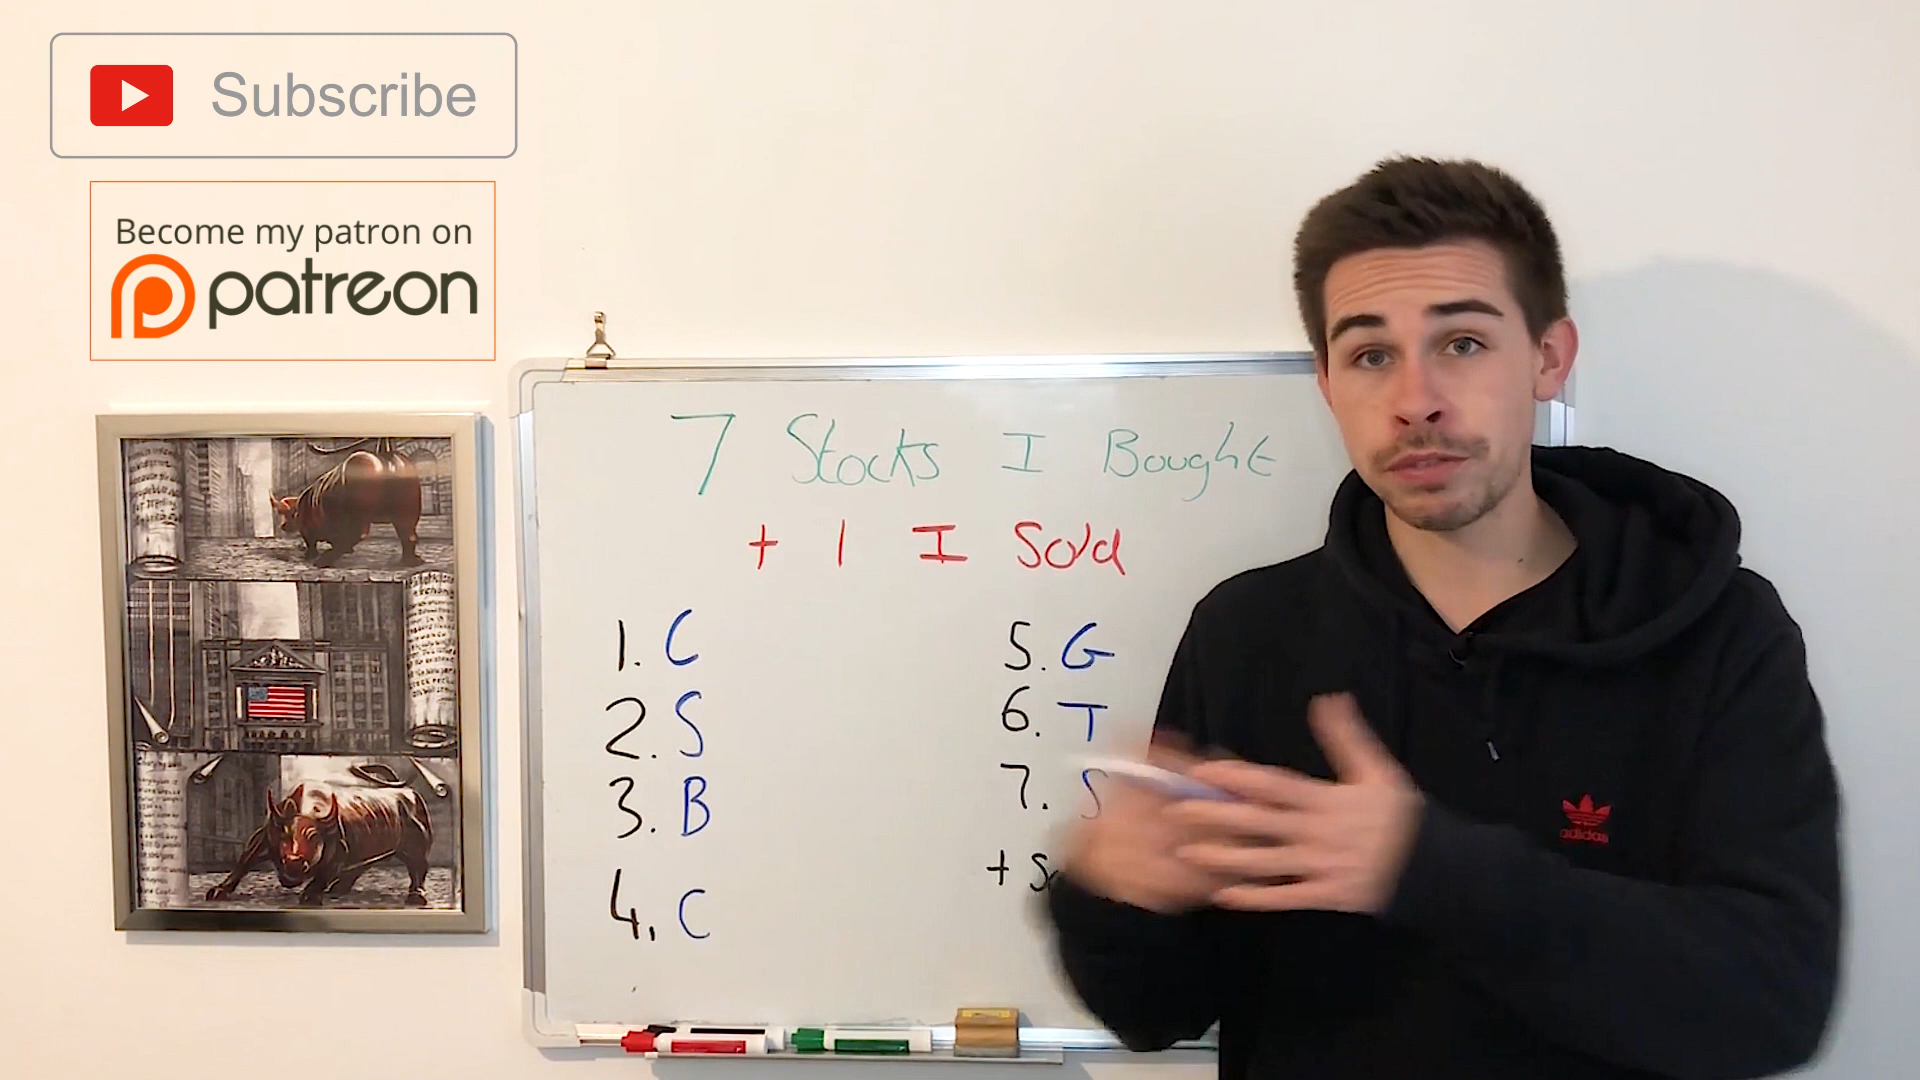 Subscribe
Become my patron on
patreon
7 Stocks I Bought
+ 1 I Sold
1. C
2. S
3. B
4. C
5. G
6. T
7. S
+ S
adidas